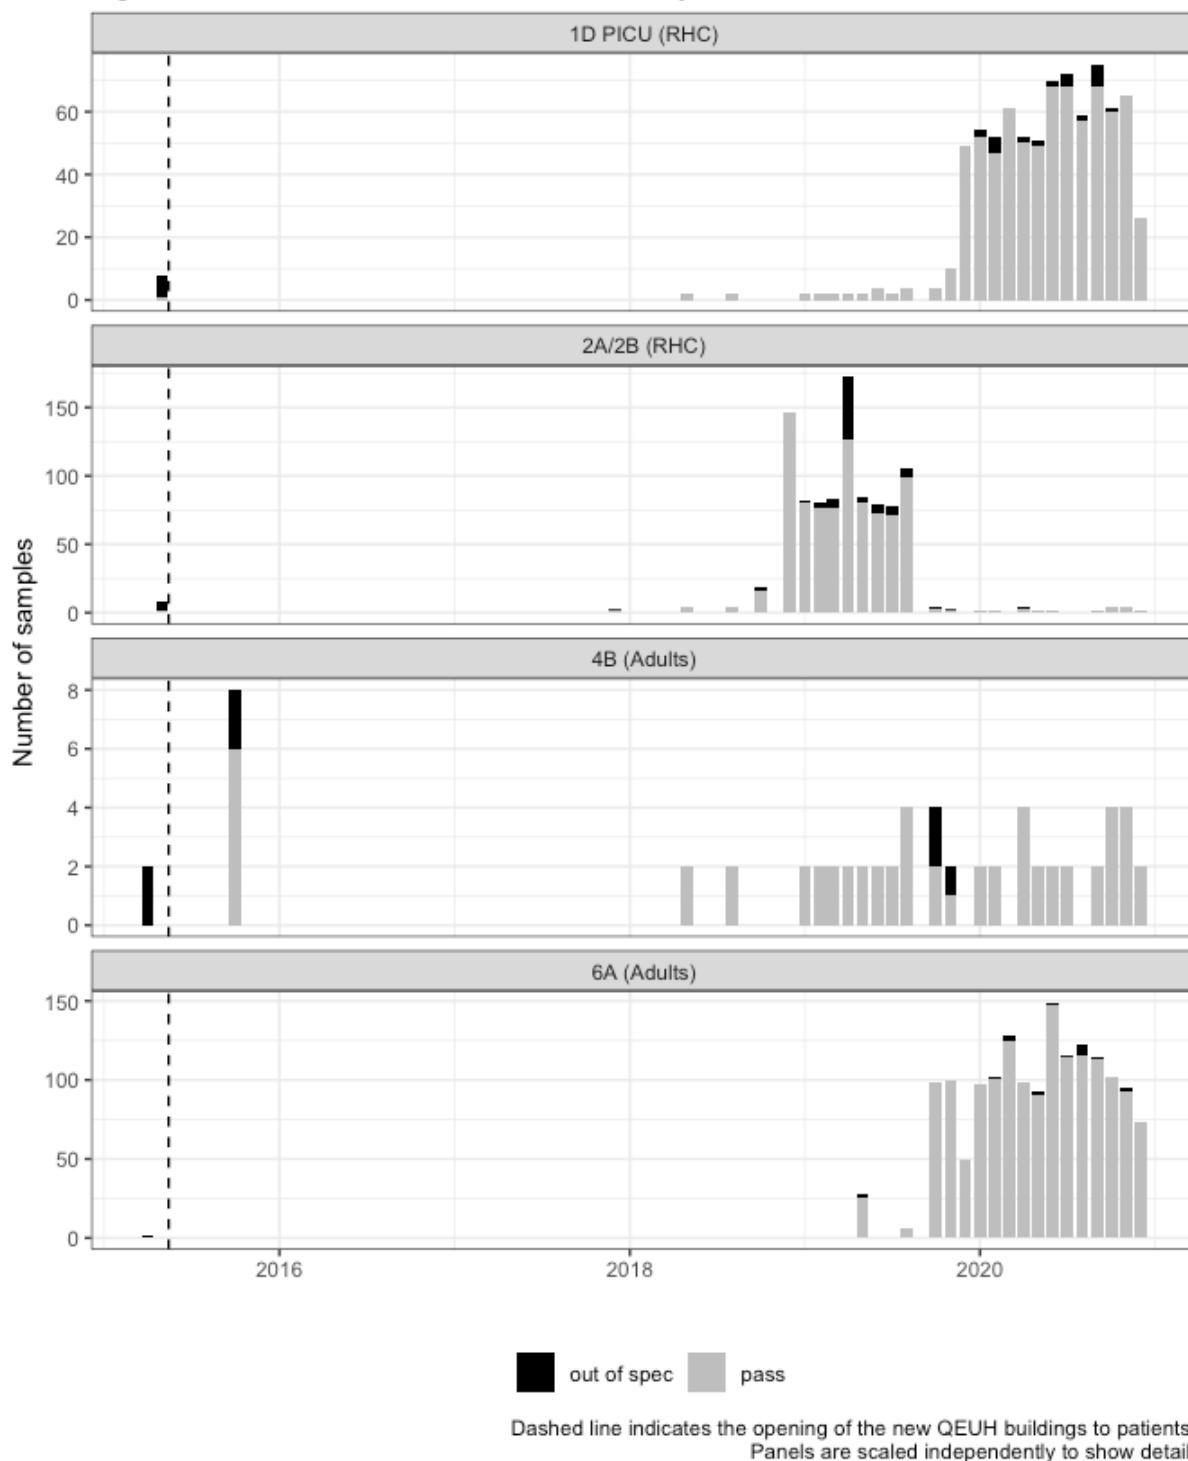 1D PICU (RHC)
60
40
20
0
2A/2B (RHC)
150
100
50
0
Number of samples
4B (Adults)
8
6
4
2
0
6A (Adults)
150
100
50
0
2016
2018
2020
out of spec
pass
Dashed line indicates the opening of the new QEUH buildings to patients
Panels are scaled independently to show detail